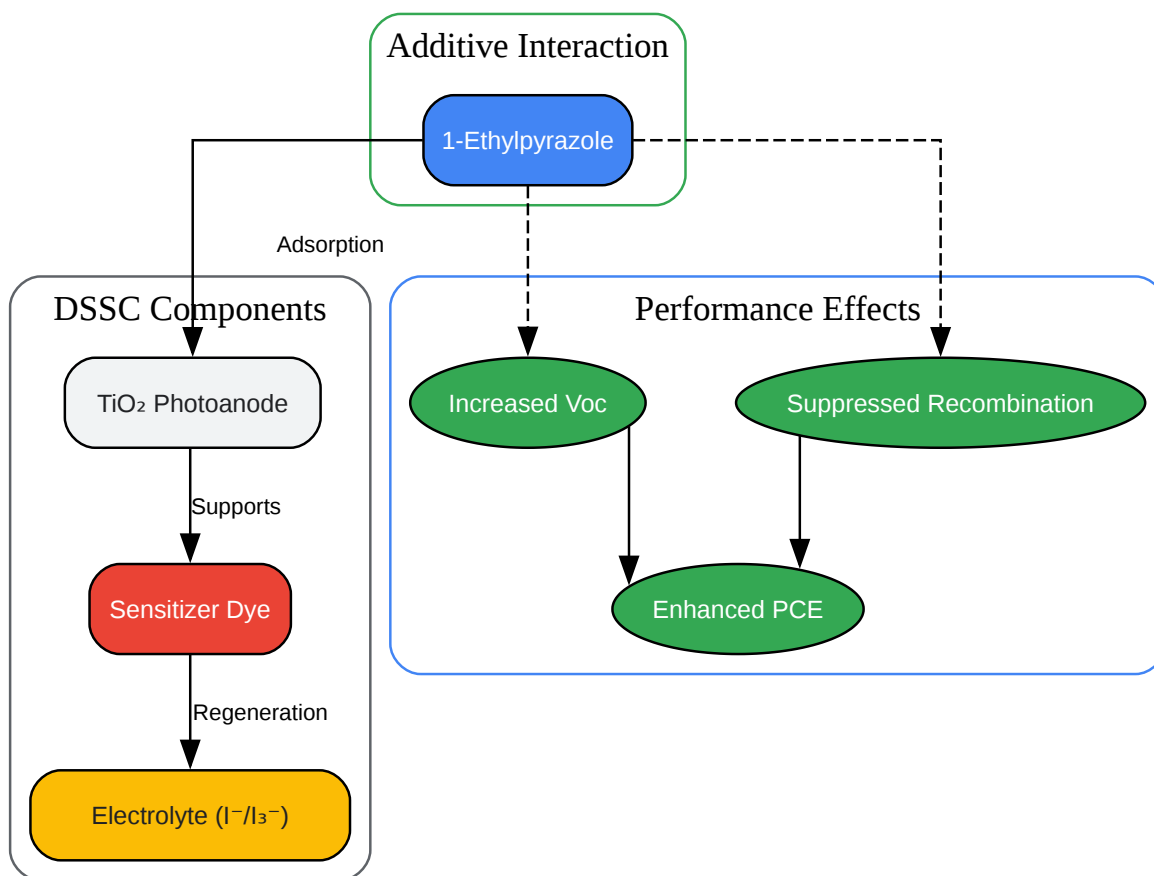 Additive Interaction
1-Ethylpyrazole
Adsorption
DSSC Components
Performance Effects
TiO₂ Photoanode
Increased Voc
Suppressed Recombination
Supports
Sensitizer Dye
Enhanced PCE
Regeneration
Electrolyte (I⁻/I₃⁻)